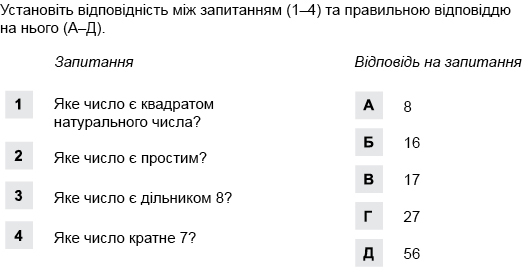 Установіть відповідність між запитанням (1–4) та правильною відповіддю
на нього (А–Д).
Запитання Відповідь на запитання
1 Яке число є квадратом
натурального числа?
А 8
Б 16
2 Яке число є простим?
В 17
3 Яке число є дільником 8?
Г 27
4 Яке число кратне 7?
Д 56